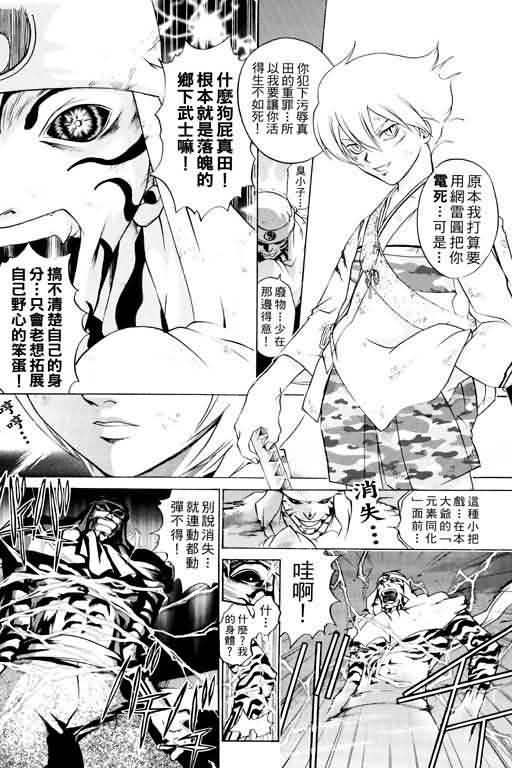 原本我打算要
用網雷圓把你
電死…可是…
你犯下污辱真
田的重罪…所
以我要讓你活
得生不如死！
臭小子…
廢物…少在
那邊得意！
什麼狗屁真田！
根本就是落魄的
鄉下武士嘛！
搞不清楚自己的身
分…只會老想拓展
自己野心的笨蛋！
哼…
哼…
這種小把
戲…在本
大爺的「
元素同化
」面前…
消失…
哇啊！
什…
什麼？我
的身體？
別說消失…
就連動都動
彈不得！